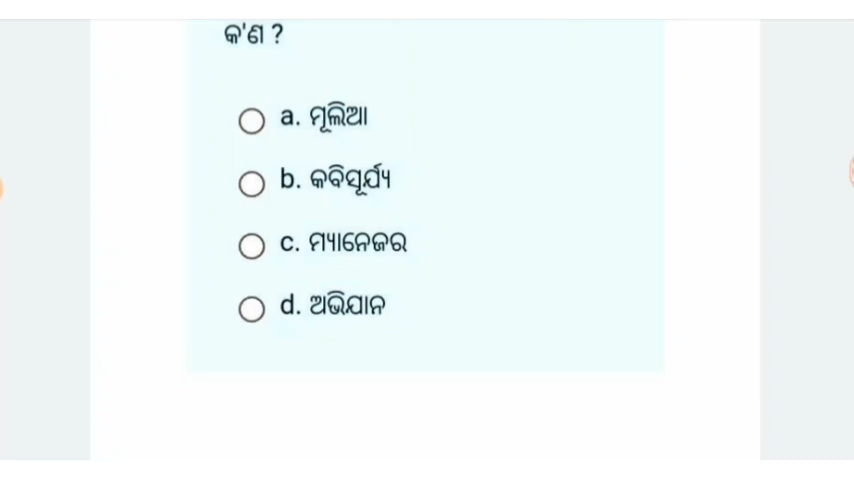 କ'ଣ ?
a. ମୂଲିଆ
b. କବିସୂର୍ଯ୍ୟ
c. ମ୍ୟାନେଜର
d. ଅଭିଯାନ